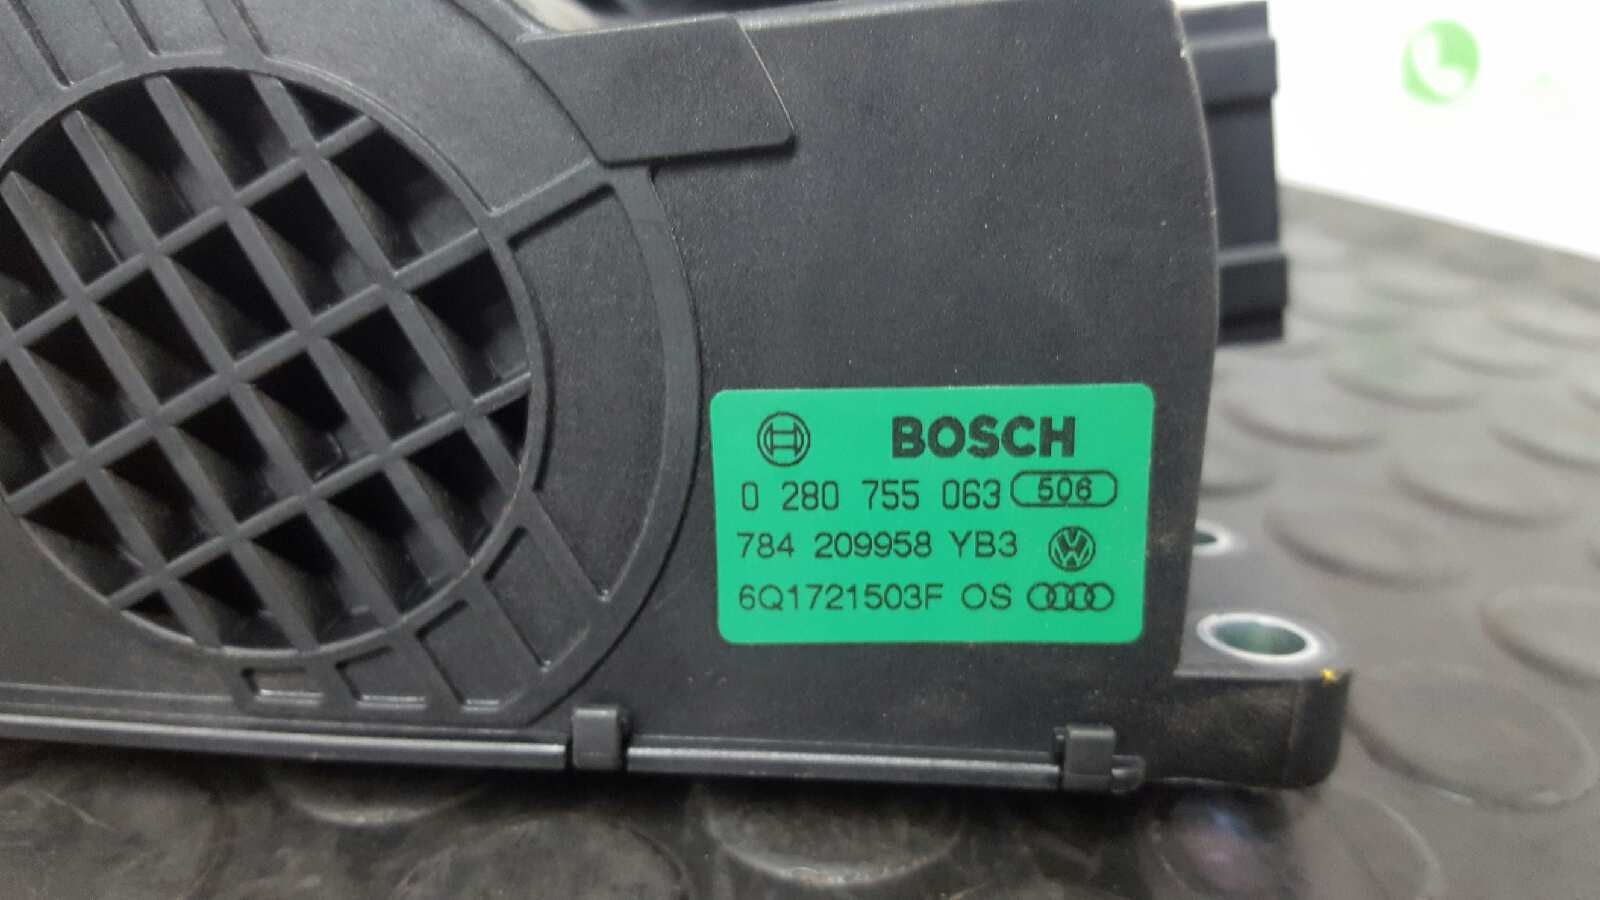 BOSCH
0 280 755 063 506
784 209958 YB3
6Q1721503F OS